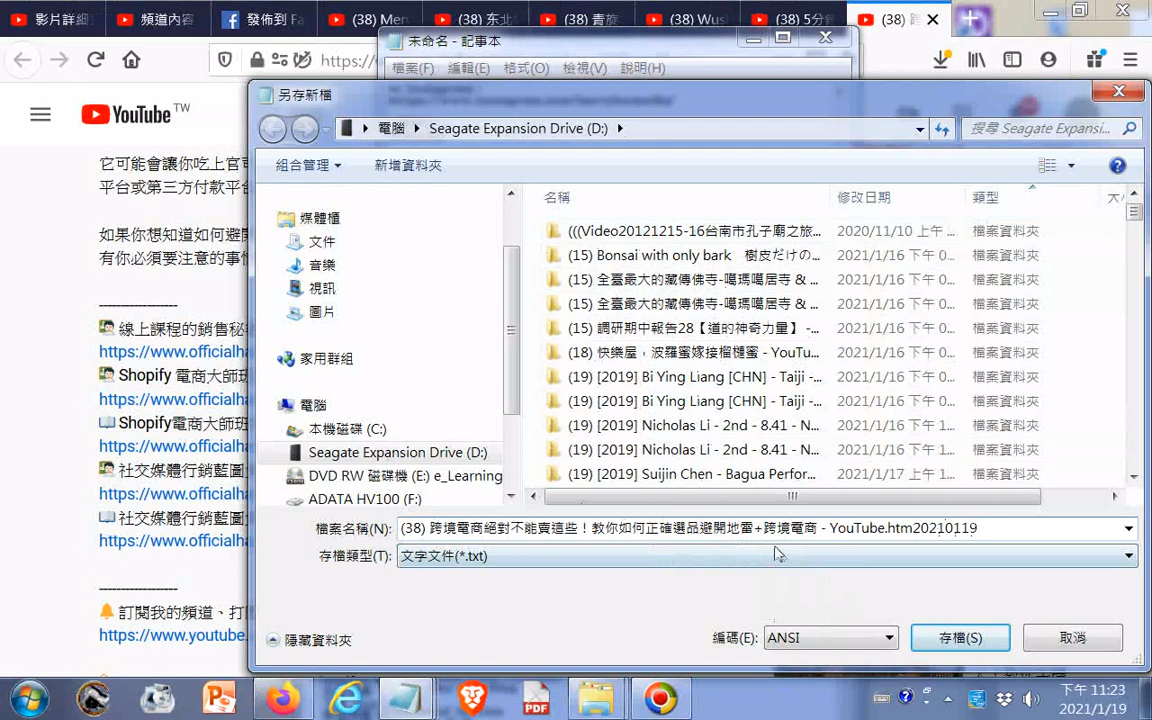 影片詳細
頻道內容
發佈到 Fa
(38) Mer
(38) 东北
(38) 青旅
(38) Wus
(38) 5分
(38) 跨
未命名 - 記事本
檔案(F) 編輯(E) 格式(O) 檢視(V) 說明(H)
https://
YouTube TW
另存新檔
電腦 Seagate Expansion Drive (D:)
搜尋 Seagate Expansi...
組合管理 新增資料夾
它可能會讓你吃上官
平台或第三方付款平台
如果你想知道如何避
有你必須要注意的事
線上課程的銷售秘
https://www.officialha
Shopify 電商大師班
https://www.officialha
Shopify電商大師班
https://www.officialha
社交媒體行銷藍圖
https://www.officialha
社交媒體行銷藍圖
https://www.officialha
訂閱我的頻道、打
https://www.youtube.
媒體櫃
文件
音樂
視訊
圖片
家用群組
電腦
本機磁碟 (C:)
Seagate Expansion Drive (D:)
DVD RW 磁碟機 (E:) e_Learning
ADATA HV100 (F:)
名稱 修改日期 類型 大
(((Video20121215-16台南市孔子廟之旅... 2020/11/10 上午 ... 檔案資料夾
(15) Bonsai with only bark 樹皮だけの... 2021/1/16 下午 0... 檔案資料夾
(15) 全臺最大的藏傳佛寺-噶瑪噶居寺 & ... 2021/1/16 下午 0... 檔案資料夾
(15) 全臺最大的藏傳佛寺-噶瑪噶居寺 & ... 2021/1/16 下午 0... 檔案資料夾
(15) 調研期中報告28【道的神奇力量】 -... 2021/1/16 下午 0... 檔案資料夾
(18) 快樂屋，波羅蜜嫁接榴槤蜜 - YouTu... 2021/1/16 下午 0... 檔案資料夾
(19) [2019] Bi Ying Liang [CHN] - Taiji -... 2021/1/16 下午 0... 檔案資料夾
(19) [2019] Bi Ying Liang [CHN] - Taiji -... 2021/1/16 下午 0... 檔案資料夾
(19) [2019] Nicholas Li - 2nd - 8.41 - N... 2021/1/16 下午 1... 檔案資料夾
(19) [2019] Nicholas Li - 2nd - 8.41 - N... 2021/1/16 下午 1... 檔案資料夾
(19) [2019] Suijin Chen - Bagua Perfor... 2021/1/17 上午 1... 檔案資料夾
檔案名稱(N): (38) 跨境電商絕對不能賣這些！教你如何正確選品避開地雷+跨境電商 - YouTube.htm20210119
存檔類型(T): 文字文件(*.txt)
隱藏資料夾
編碼(E): ANSI
存檔(S)
取消
PDF
下午 11:23
2021/1/19